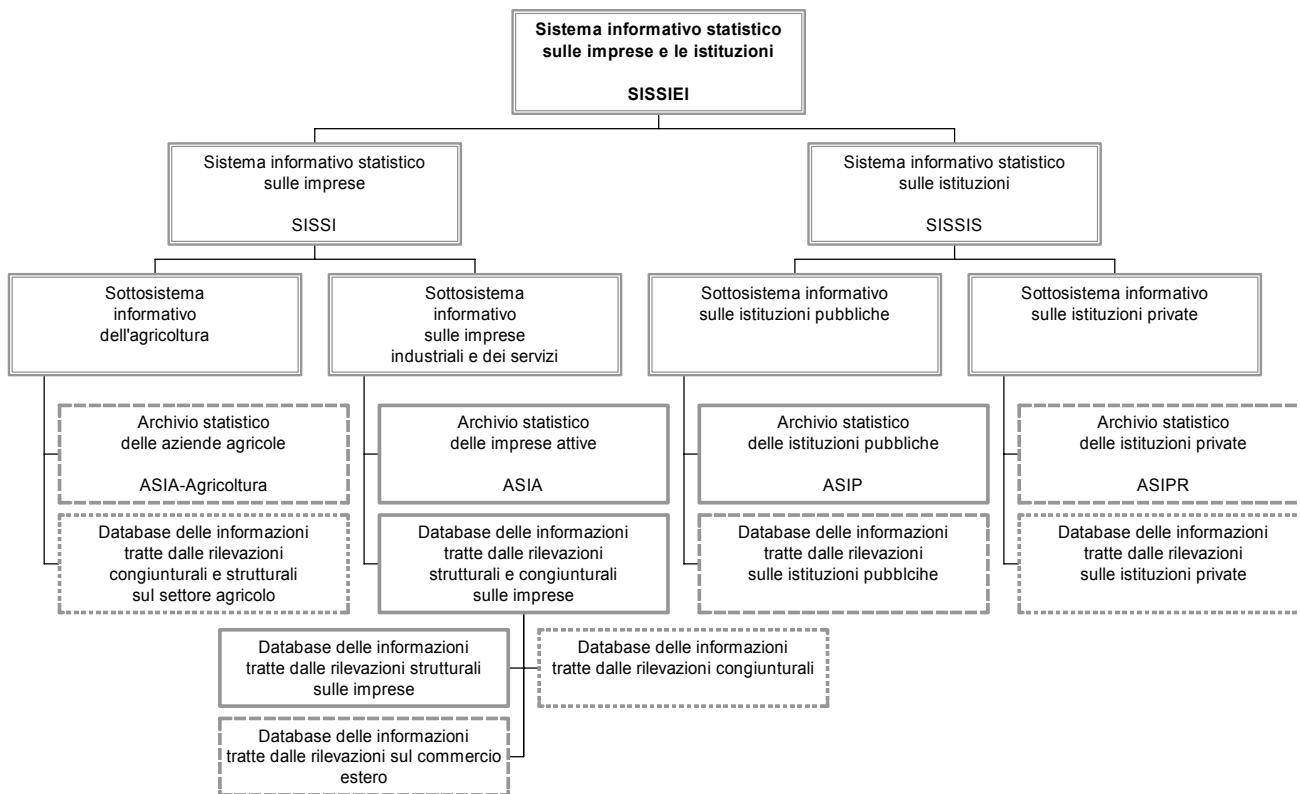 Sistema informativo statistico
sulle imprese e le istituzioni
SISSIEI
Sistema informativo statistico
sulle imprese
SISSI
Sistema informativo statistico
sulle istituzioni
SISSIS
Sottosistema
informativo
dell'agricoltura
Sottosistema
informativo
sulle imprese
industriali e dei servizi
Sottosistema informativo
sulle istituzioni pubbliche
Sottosistema informativo
sulle istituzioni private
Archivio statistico
delle aziende agricole
ASIA-Agricoltura
Archivio statistico
delle imprese attive
ASIA
Archivio statistico
delle istituzioni pubbliche
ASIP
Archivio statistico
delle istituzioni private
ASIPR
Database delle informazioni
tratte dalle rilevazioni
congiunturali e strutturali
sul settore agricolo
Database delle informazioni
tratte dalle rilevazioni
strutturali e congiunturali
sulle imprese
Database delle informazioni
tratte dalle rilevazioni
sulle istituzioni pubblcihe
Database delle informazioni
tratte dalle rilevazioni
sulle istituzioni private
Database delle informazioni
tratte dalle rilevazioni strutturali
sulle imprese
Database delle informazioni
tratte dalle rilevazioni congiunturali
Database delle informazioni
tratte dalle rilevazioni sul commercio
estero